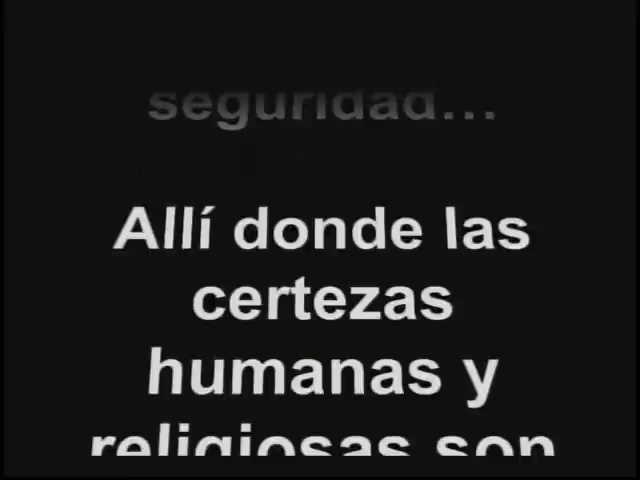 seguridad...
Allí donde las
certezas
humanas y
religiosas son